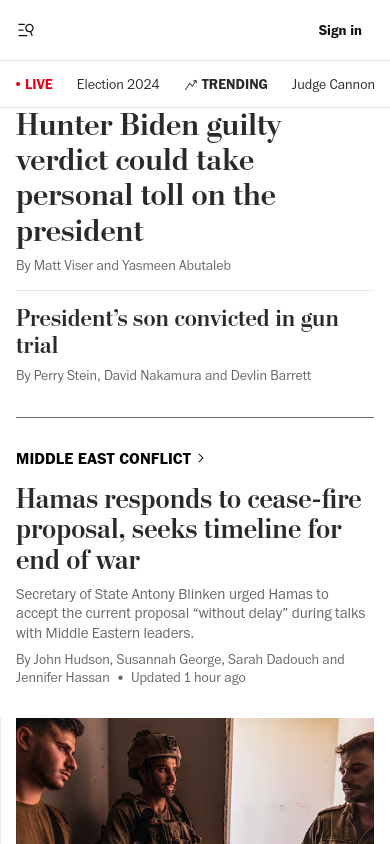 Sign in
LIVE Election 2024 TRENDING Judge Cannon
Hunter Biden guilty
verdict could take
personal toll on the
president
By Matt Viser and Yasmeen Abutaleb
President’s son convicted in gun
trial
By Perry Stein, David Nakamura and Devlin Barrett
MIDDLE EAST CONFLICT
Hamas responds to cease-fire
proposal, seeks timeline for
end of war
Secretary of State Antony Blinken urged Hamas to
accept the current proposal “without delay” during talks
with Middle Eastern leaders.
By John Hudson, Susannah George, Sarah Dadouch and
Jennifer Hassan • Updated 1 hour ago